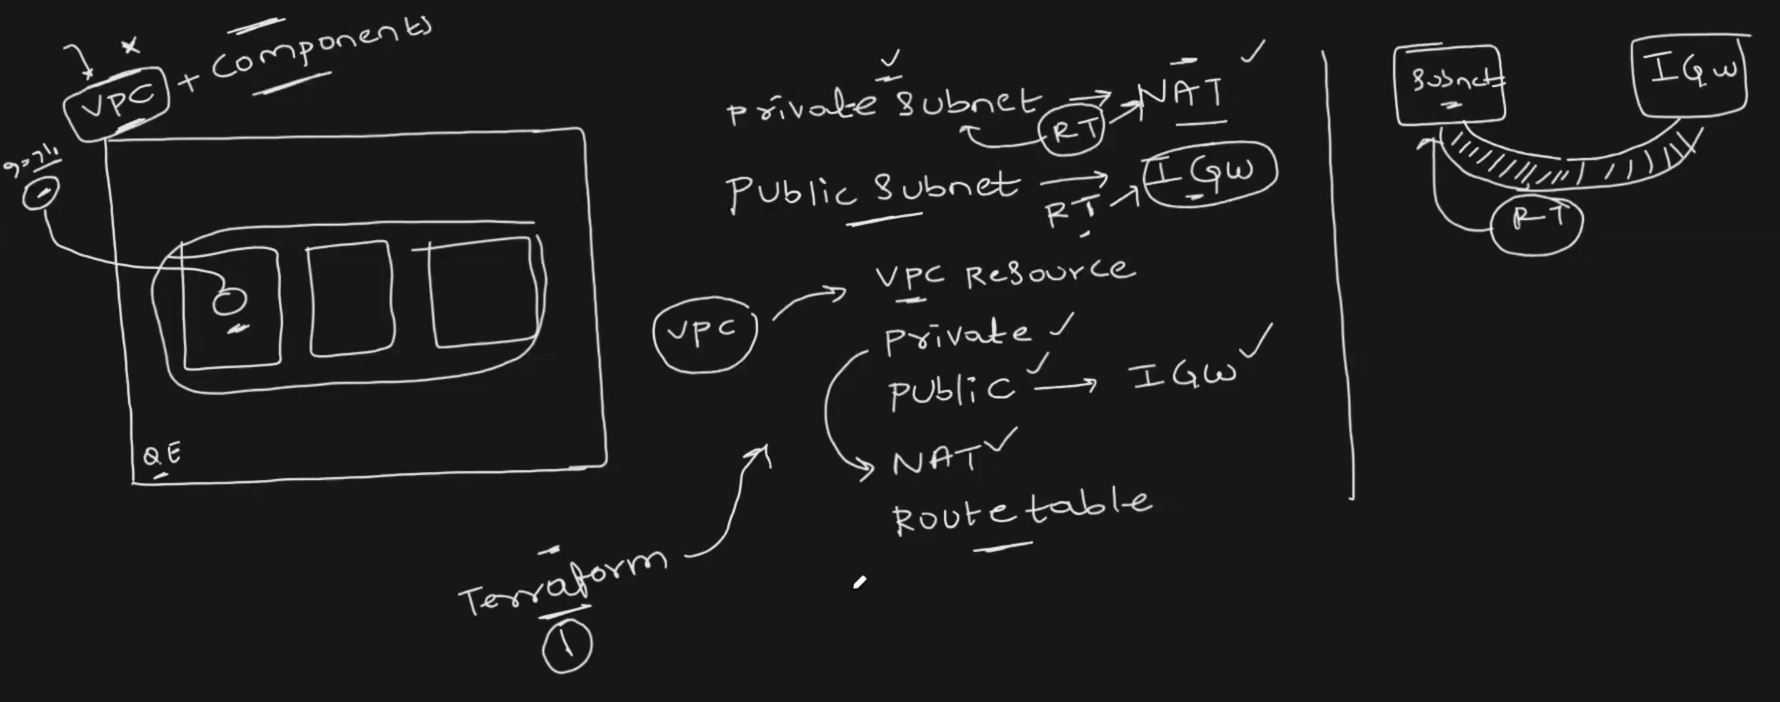 VPC + Components
QE
Private Subnet → NAT
RT
Public Subnet → IGW
RT
VPC
VPC Resource
Private
Public → IGW
NAT
Route table
Terraform
1
Subnet
IGW
RT